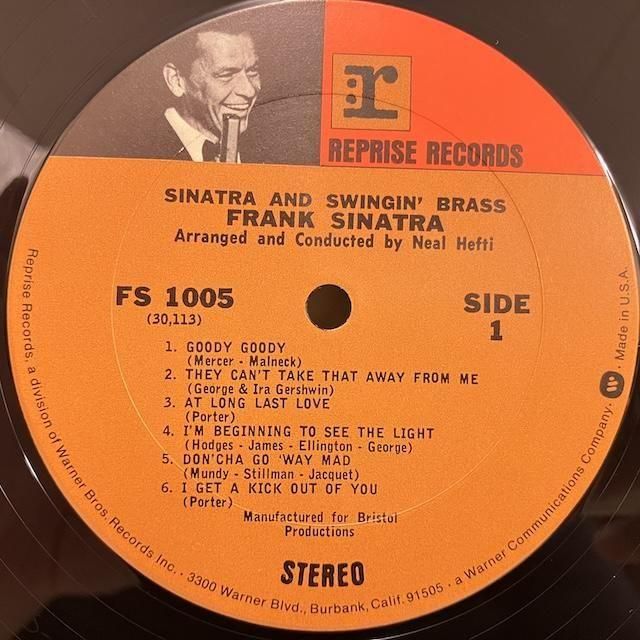 r:
REPRISE RECORDS
SINATRA AND SWINGIN' BRASS
FRANK SINATRA
Arranged and Conducted by Neal Hefti
FS 1005
(30,113)
SIDE
1
1. GOODY GOODY
(Mercer - Malneck)
2. THEY CAN'T TAKE THAT AWAY FROM ME
(George & Ira Gershwin)
3. AT LONG LAST LOVE
(Porter)
4. I'M BEGINNING TO SEE THE LIGHT
(Hodges - James - Ellington - George)
5. DON'CHA GO 'WAY MAD
(Mundy - Stillman - Jacquet)
6. I GET A KICK OUT OF YOU
(Porter)
Manufactured for Bristol
Productions
STEREO
Reprise Records, a division of Warner Bros. Records Inc. · 3300 Warner Blvd., Burbank, Calif. 91505 · a Warner Communications Company · W · Made in U.S.A.